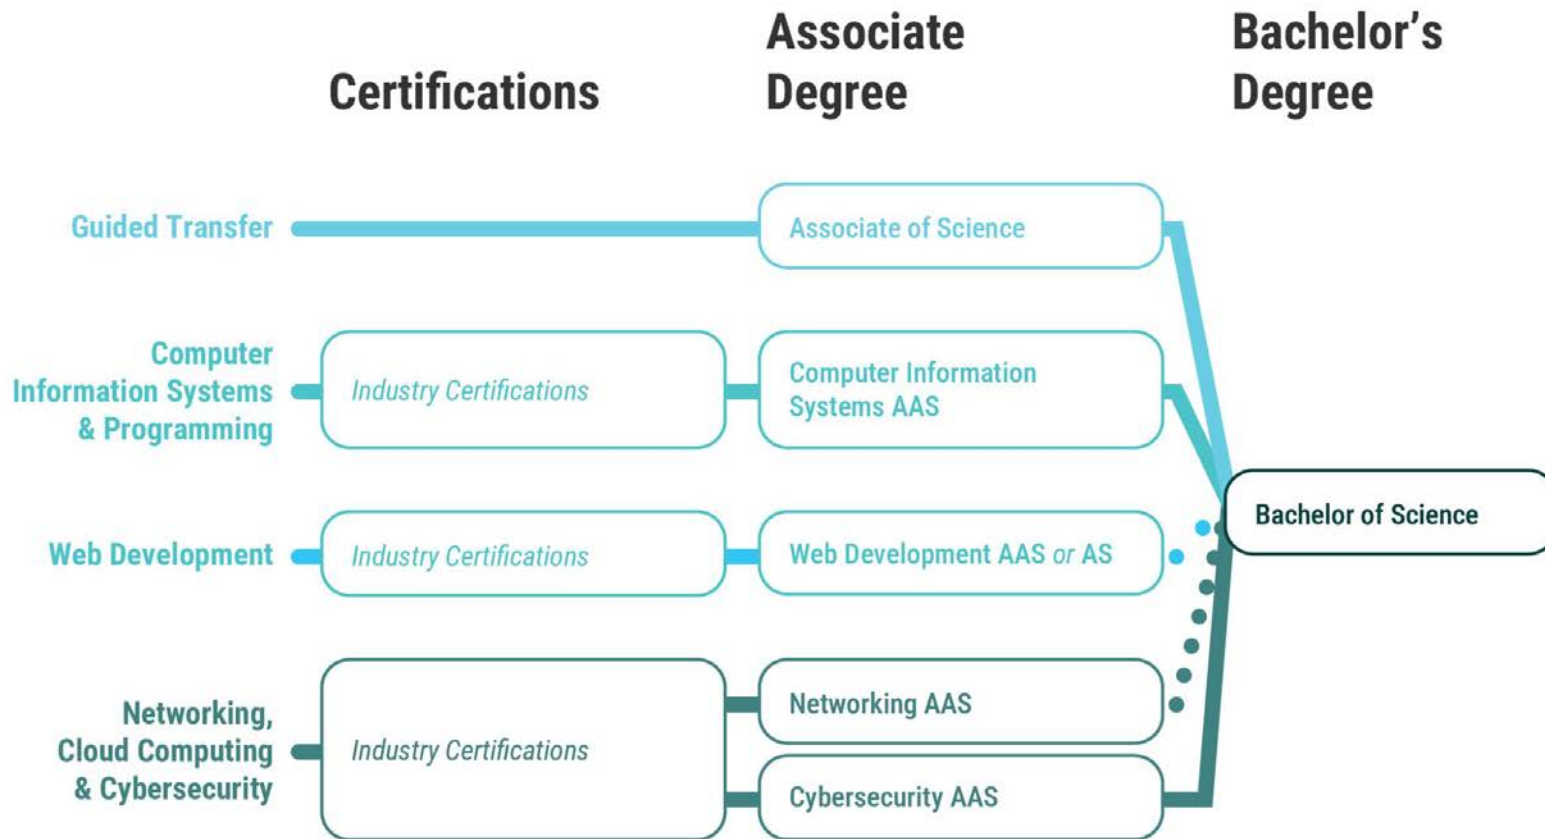 Certifications
Associate
Degree
Bachelor’s
Degree
Guided Transfer
Associate of Science
Computer
Information Systems
& Programming
Industry Certifications
Computer Information
Systems AAS
Bachelor of Science
Web Development
Industry Certifications
Web Development AAS or AS
Networking,
Cloud Computing
& Cybersecurity
Industry Certifications
Networking AAS
Cybersecurity AAS